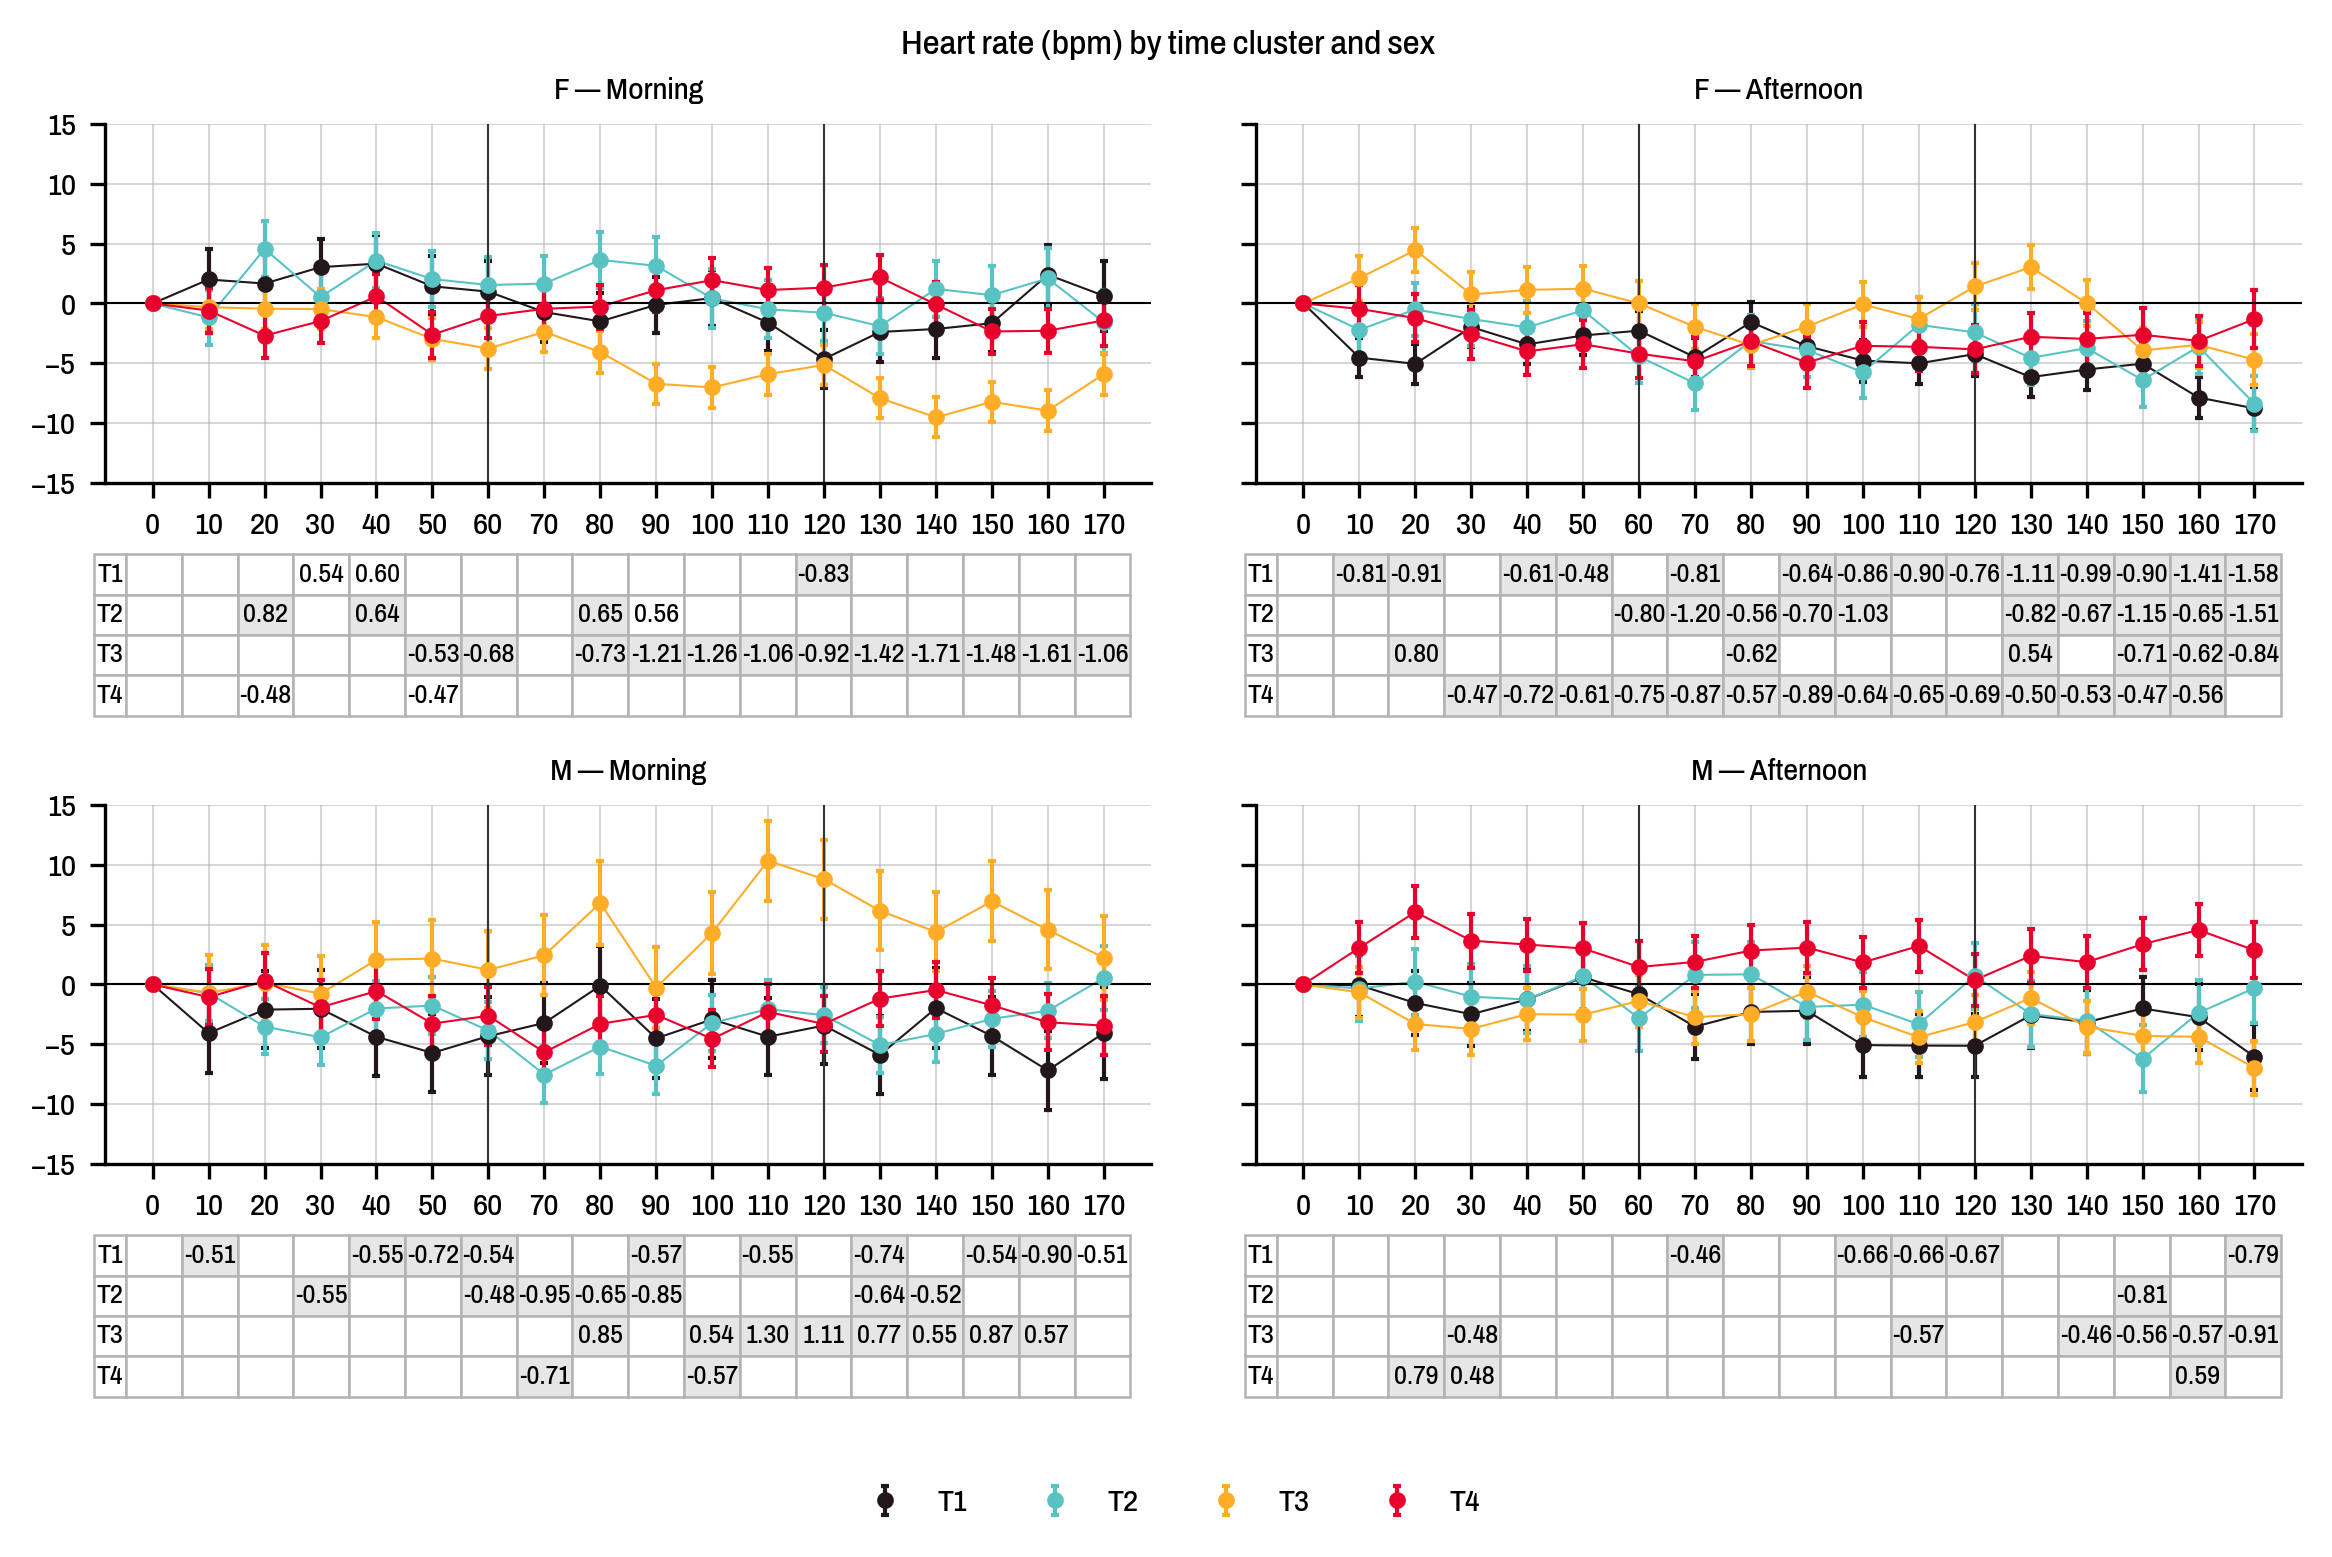 Heart rate (bpm) by time cluster and sex
F — Morning
15
10
5
0
−5
−10
−15
0 10 20 30 40 50 60 70 80 90 100 110 120 130 140 150 160 170
T1 0.54 0.60 -0.83
T2 0.82 0.64 0.65 0.56
T3 -0.53 -0.68 -0.73 -1.21 -1.26 -1.06 -0.92 -1.42 -1.71 -1.48 -1.61 -1.06
T4 -0.48 -0.47
F — Afternoon
0 10 20 30 40 50 60 70 80 90 100 110 120 130 140 150 160 170
T1 -0.81 -0.91 -0.61 -0.48 -0.81 -0.64 -0.86 -0.90 -0.76 -1.11 -0.99 -0.90 -1.41 -1.58
T2 -0.80 -1.20 -0.56 -0.70 -1.03 -0.82 -0.67 -1.15 -0.65 -1.51
T3 0.80 -0.62 0.54 -0.71 -0.62 -0.84
T4 -0.47 -0.72 -0.61 -0.75 -0.87 -0.57 -0.89 -0.64 -0.65 -0.69 -0.50 -0.53 -0.47 -0.56
M — Morning
15
10
5
0
−5
−10
−15
0 10 20 30 40 50 60 70 80 90 100 110 120 130 140 150 160 170
T1 -0.51 -0.55 -0.72 -0.54 -0.57 -0.55 -0.74 -0.54 -0.90 -0.51
T2 -0.55 -0.48 -0.95 -0.65 -0.85 -0.64 -0.52
T3 0.85 0.54 1.30 1.11 0.77 0.55 0.87 0.57
T4 -0.71 -0.57
M — Afternoon
0 10 20 30 40 50 60 70 80 90 100 110 120 130 140 150 160 170
T1 -0.46 -0.66 -0.66 -0.67 -0.79
T2 -0.81
T3 -0.48 -0.57 -0.46 -0.56 -0.57 -0.91
T4 0.79 0.48 0.59
T1 T2 T3 T4